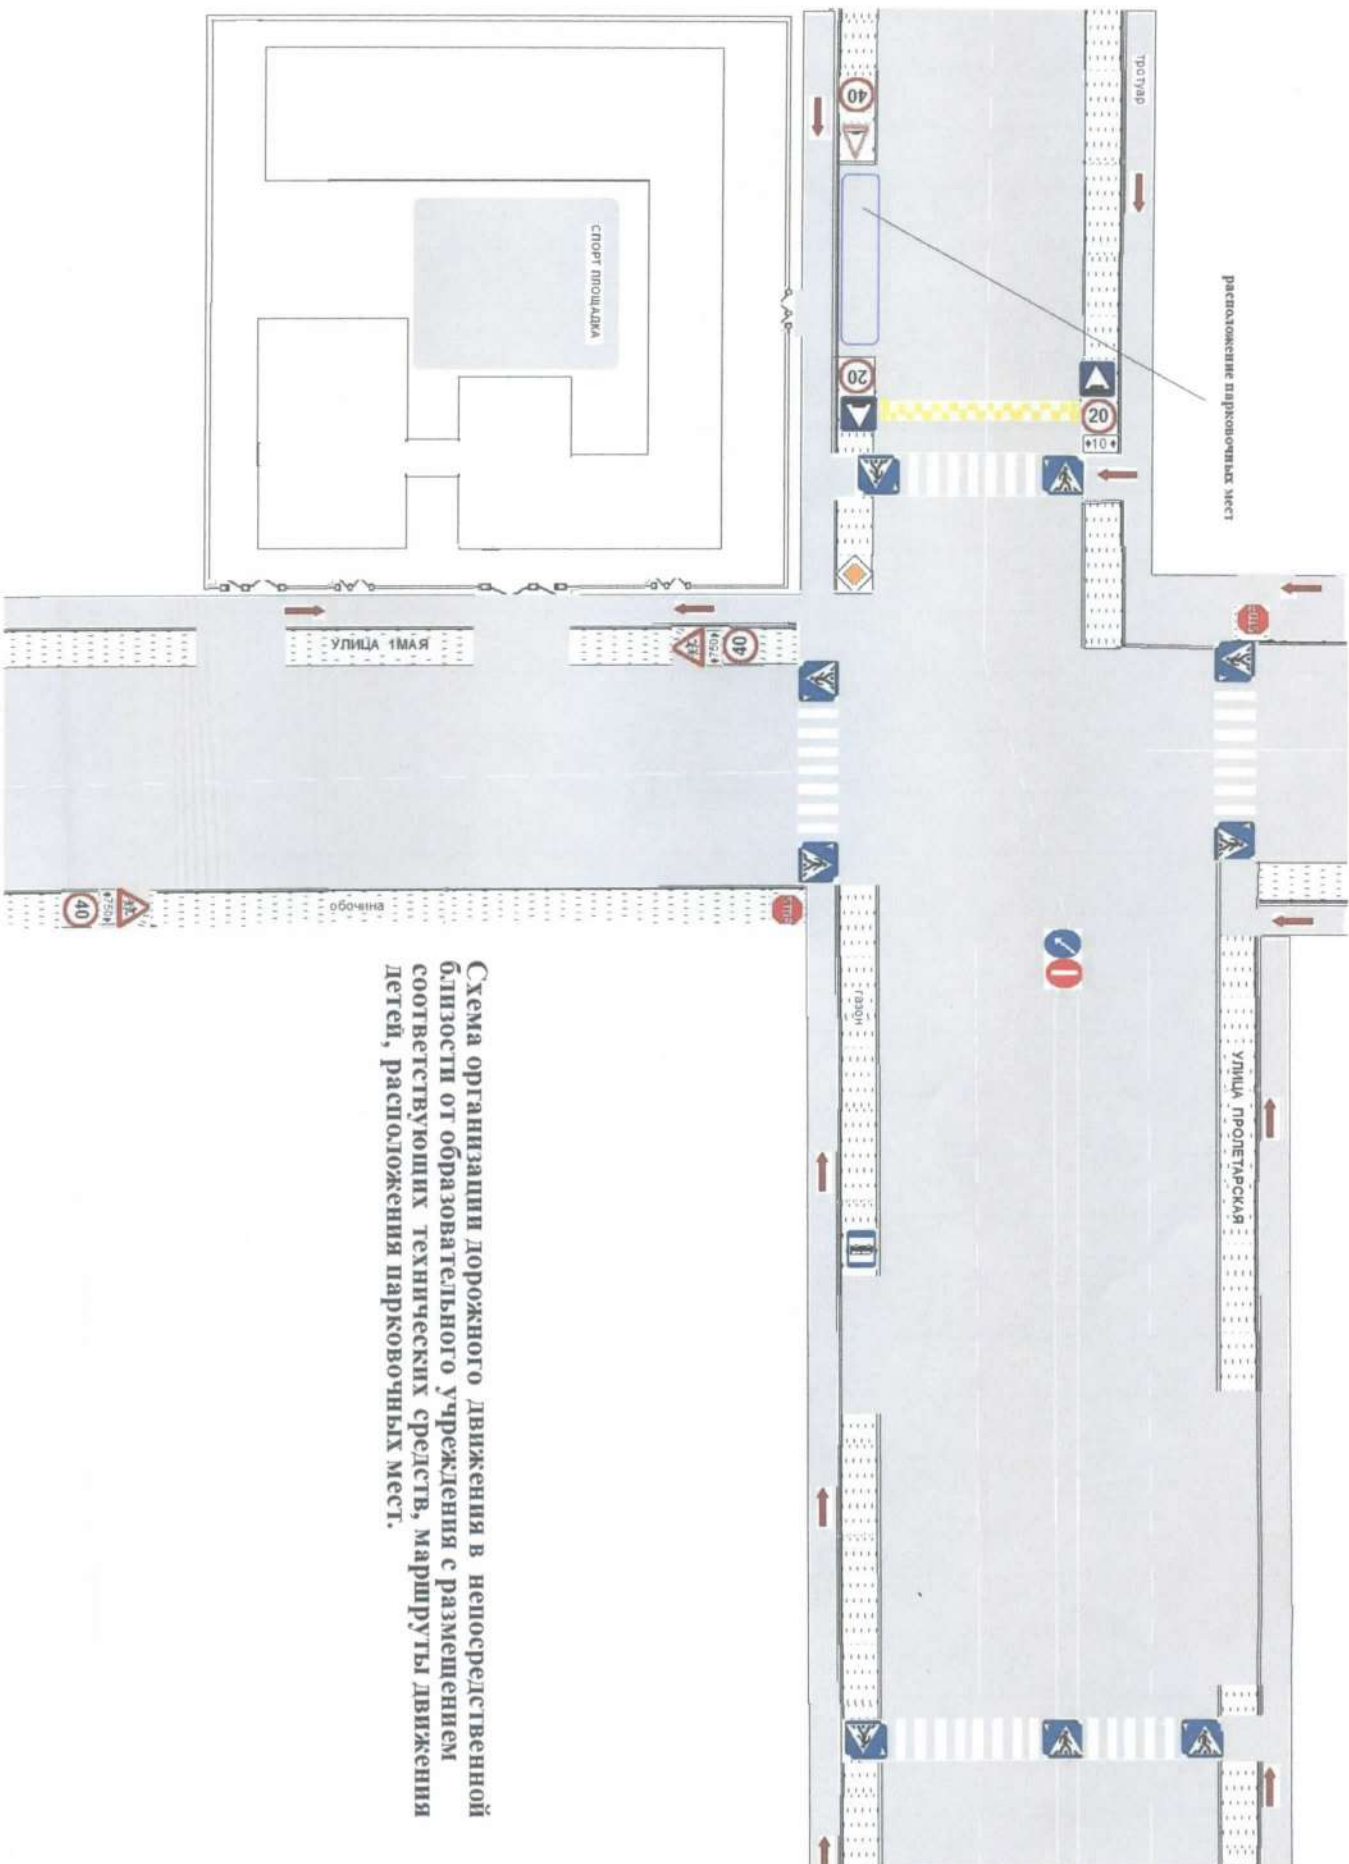 тротуар
расположение парковочных мест
40
СПОРТ ПЛОЩАДКА
20
20
10
STOP
УЛИЦА 1МАЯ
750
40
40
750
обочина
STOP
газон
УЛИЦА ПРОЛЕТАРСКАЯ
Схема организации дорожного движения в непосредственной
близости от образовательного учреждения с размещением
соответствующих технических средств, маршруты движения
детей, расположения парковочных мест.